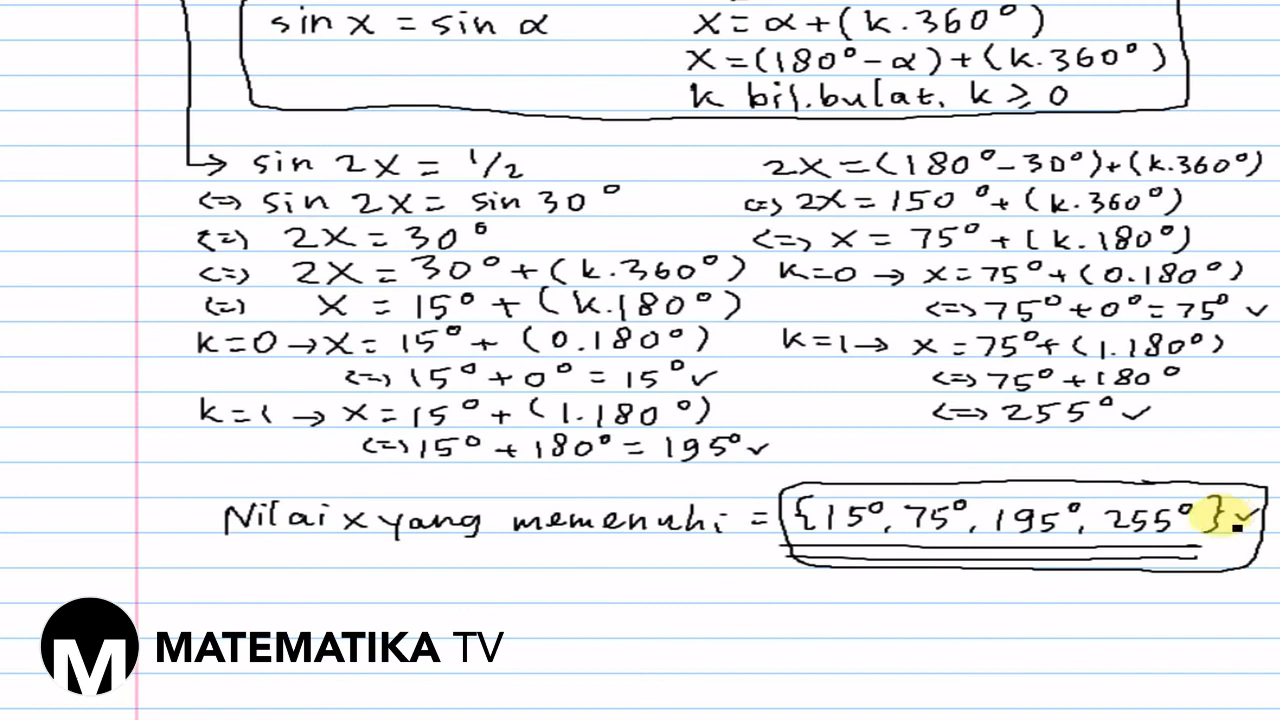 sin x = sin α
x = α + (k.360°)
x = (180° - α) + (k.360°)
k bil.bulat, k ⩾ 0
sin 2x = 1/2
<=> sin 2x = sin 30°
<=> 2x = 30°
<=> 2x = 30° + (k.360°)
<=> x = 15° + (k.180°)
k=0 → x = 15° + (0.180°)
<=> 15° + 0° = 15° ✓
k=1 → x = 15° + (1.180°)
<=> 15° + 180° = 195° ✓
2x = (180° - 30°) + (k.360°)
<=> 2x = 150° + (k.360°)
<=> x = 75° + (k.180°)
k=0 → x = 75° + (0.180°)
<=> 75° + 0° = 75° ✓
k=1 → x = 75° + (1.180°)
<=> 75° + 180°
<=> 255° ✓
Nilai x yang memenuhi = {15°, 75°, 195°, 255°} ✓
M MATEMATIKA TV